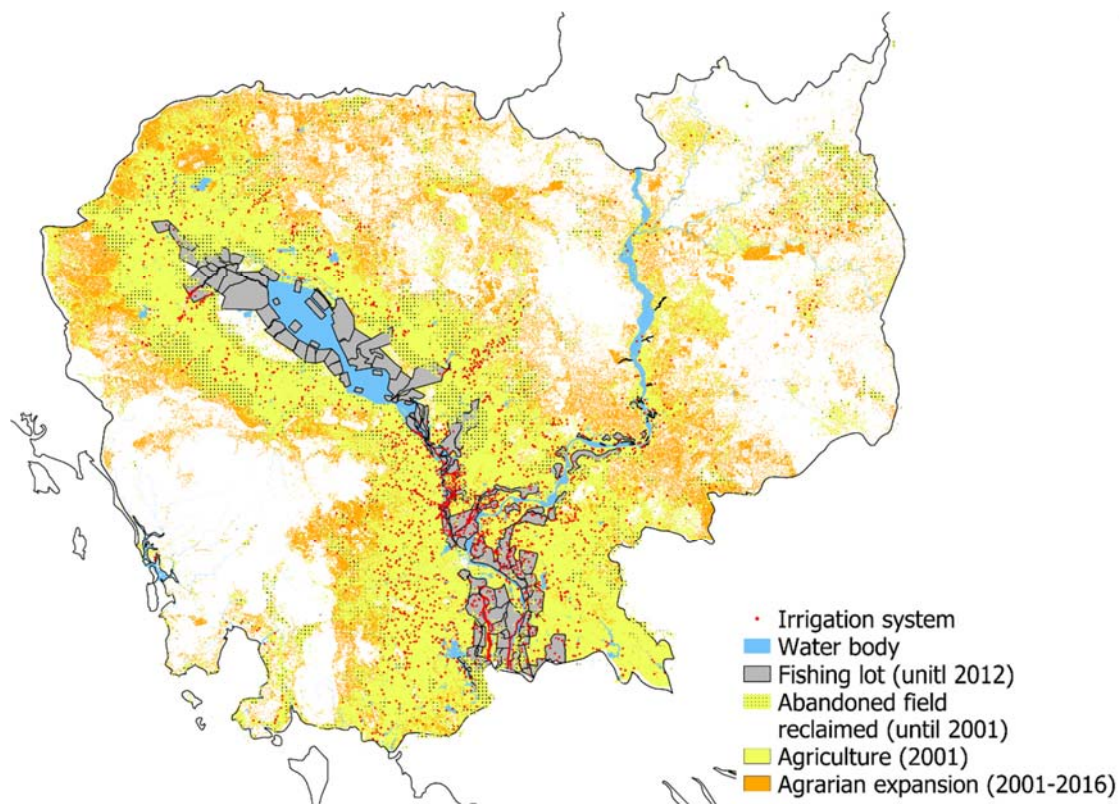 Irrigation system
Water body
Fishing lot (unitl 2012)
Abandoned field
reclaimed (until 2001)
Agriculture (2001)
Agrarian expansion (2001-2016)